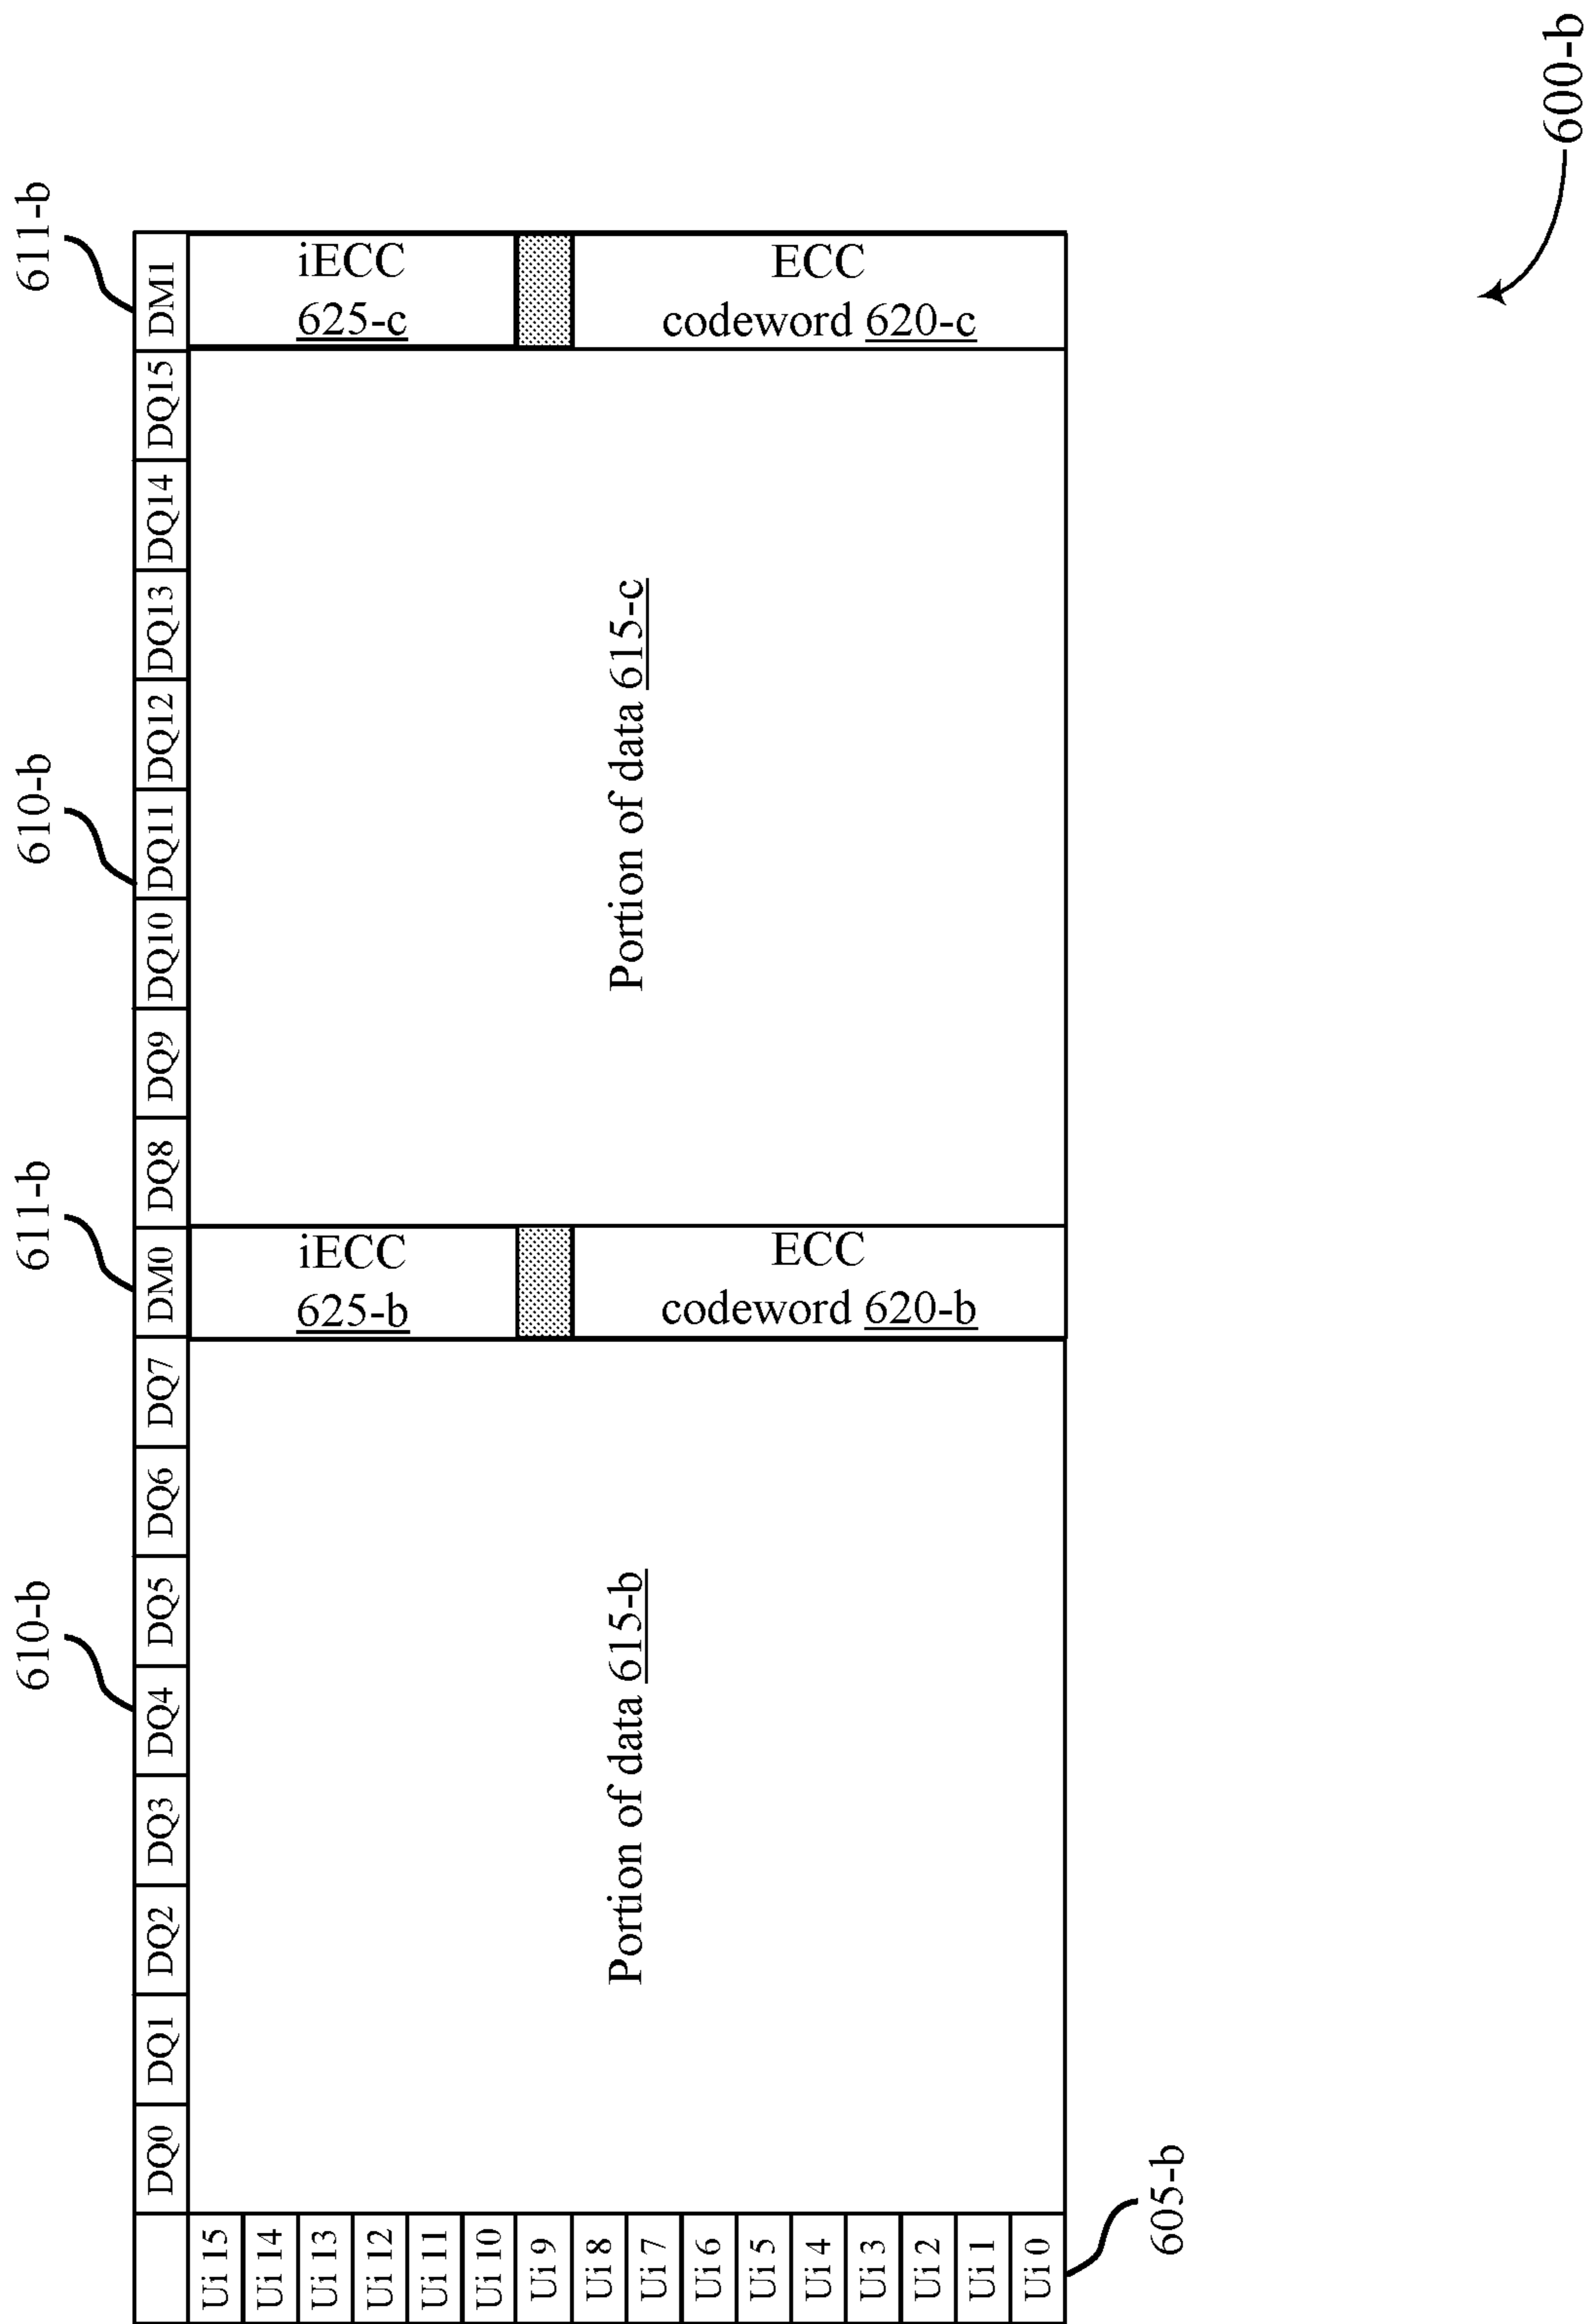 610-b
611-b
610-b
611-b
DQ0
DQ1
DQ2
DQ3
DQ4
DQ5
DQ6
DQ7
DM0
DQ8
DQ9
DQ10
DQ11
DQ12
DQ13
DQ14
DQ15
DM1
Ui 15
Ui 14
Ui 13
Ui 12
Ui 11
Ui 10
Ui 9
Ui 8
Ui 7
Ui 6
Ui 5
Ui 4
Ui 3
Ui 2
Ui 1
Ui 0
Portion of data 615-b
iECC
625-b
ECC
codeword 620-b
Portion of data 615-c
iECC
625-c
ECC
codeword 620-c
605-b
600-b